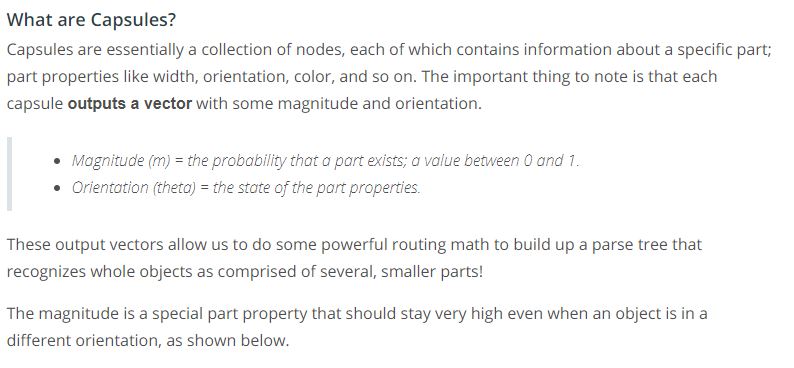 What are Capsules?
Capsules are essentially a collection of nodes, each of which contains information about a specific part;
part properties like width, orientation, color, and so on. The important thing to note is that each
capsule outputs a vector with some magnitude and orientation.
• Magnitude (m) = the probability that a part exists; a value between 0 and 1.
• Orientation (theta) = the state of the part properties.
These output vectors allow us to do some powerful routing math to build up a parse tree that
recognizes whole objects as comprised of several, smaller parts!
The magnitude is a special part property that should stay very high even when an object is in a
different orientation, as shown below.